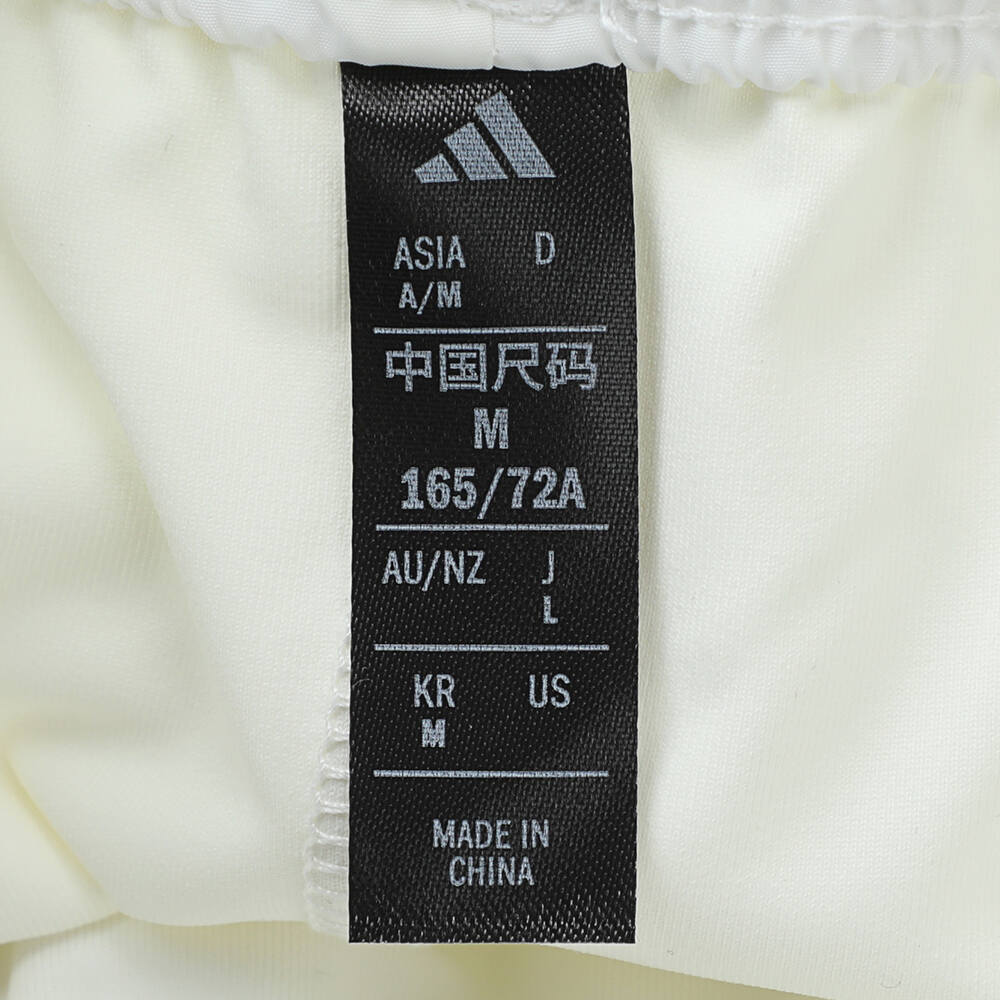 ASIA D
A/M
中国尺码
M
165/72A
AU/NZ J
L
KR US
M
MADE IN
CHINA